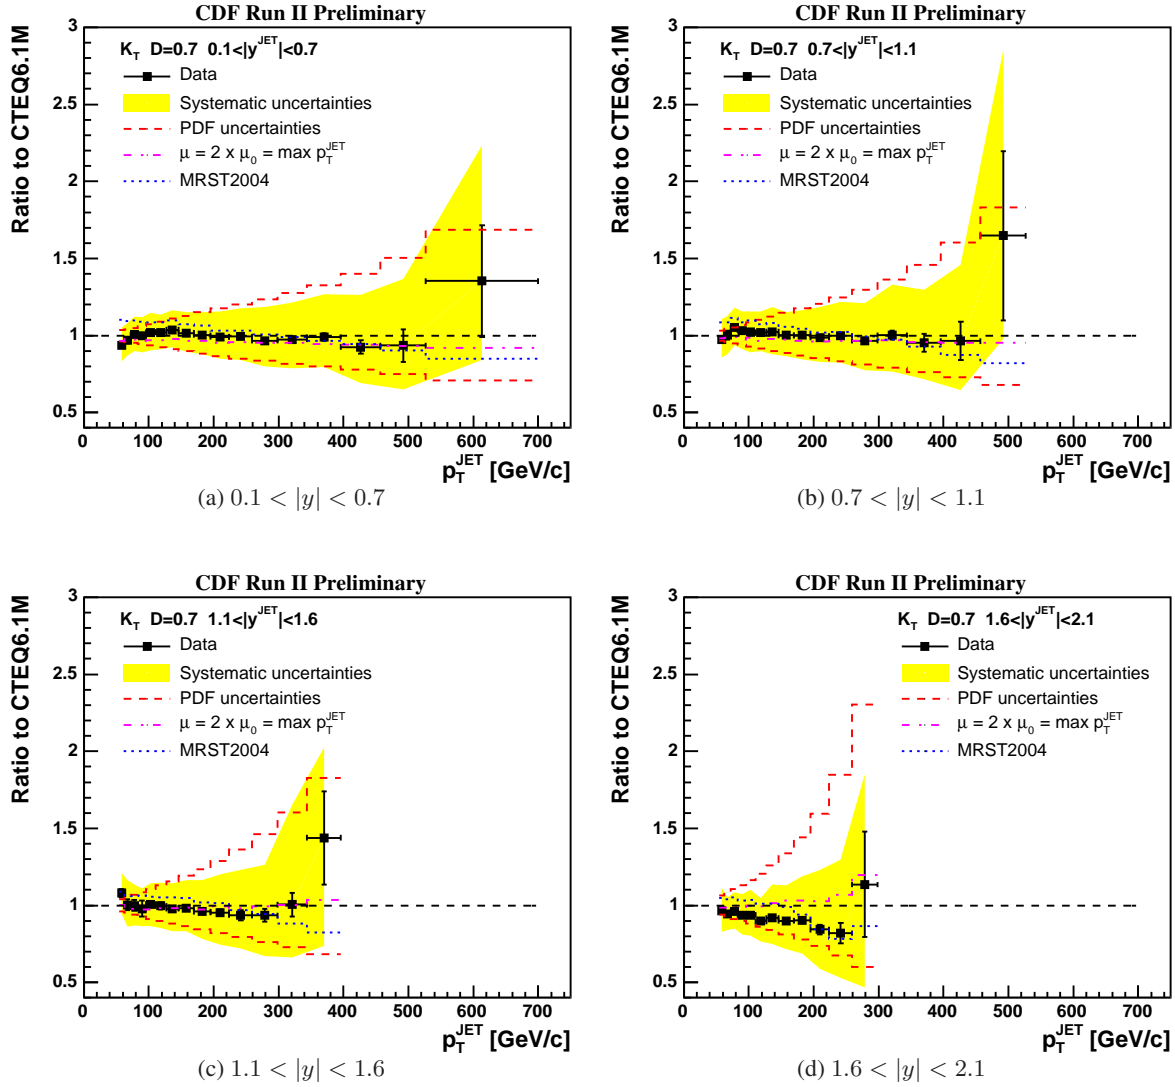 CDF Run II Preliminary
Ratio to CTEQ6.1M
K_T D=0.7 0.1<|y^JET|<0.7
Data
Systematic uncertainties
PDF uncertainties
μ = 2 x μ_0 = max p_T^JET
MRST2004
3
2.5
2
1.5
1
0.5
0 100 200 300 400 500 600 700
p_T^JET [GeV/c]
(a) 0.1 < |y| < 0.7
CDF Run II Preliminary
Ratio to CTEQ6.1M
K_T D=0.7 0.7<|y^JET|<1.1
Data
Systematic uncertainties
PDF uncertainties
μ = 2 x μ_0 = max p_T^JET
MRST2004
3
2.5
2
1.5
1
0.5
0 100 200 300 400 500 600 700
p_T^JET [GeV/c]
(b) 0.7 < |y| < 1.1
CDF Run II Preliminary
Ratio to CTEQ6.1M
K_T D=0.7 1.1<|y^JET|<1.6
Data
Systematic uncertainties
PDF uncertainties
μ = 2 x μ_0 = max p_T^JET
MRST2004
3
2.5
2
1.5
1
0.5
0 100 200 300 400 500 600 700
p_T^JET [GeV/c]
(c) 1.1 < |y| < 1.6
CDF Run II Preliminary
Ratio to CTEQ6.1M
K_T D=0.7 1.6<|y^JET|<2.1
Data
Systematic uncertainties
PDF uncertainties
μ = 2 x μ_0 = max p_T^JET
MRST2004
3
2.5
2
1.5
1
0.5
0 100 200 300 400 500 600 700
p_T^JET [GeV/c]
(d) 1.6 < |y| < 2.1